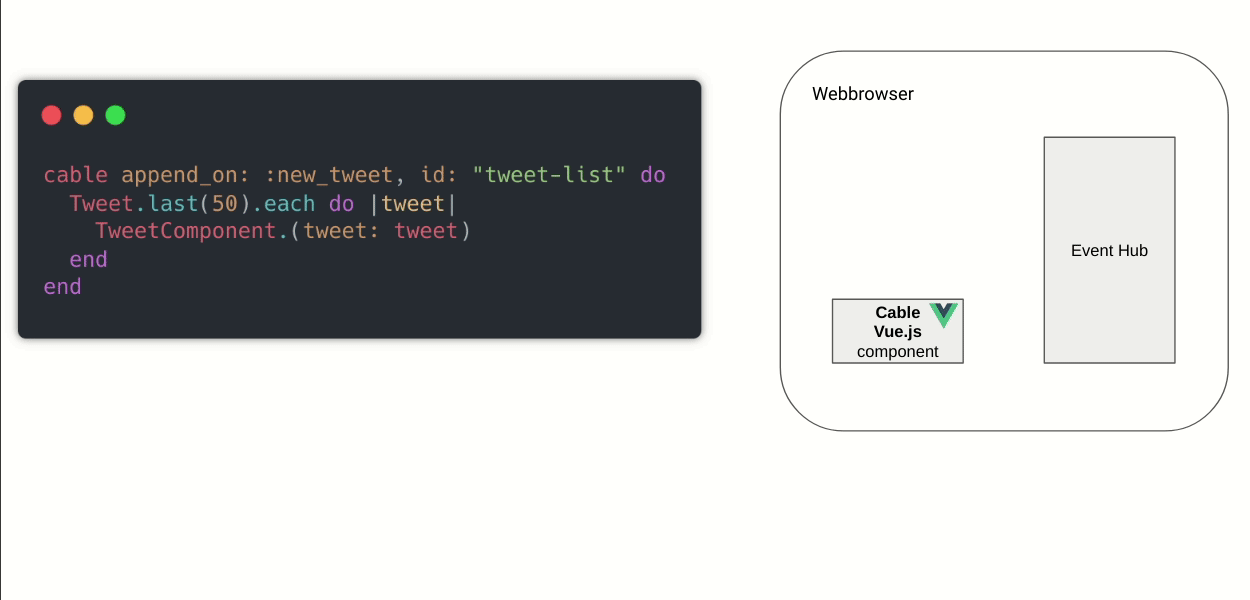 cable append_on: :new_tweet, id: "tweet-list" do
  Tweet.last(50).each do |tweet|
    TweetComponent.(tweet: tweet)
  end
end
Webbrowser
Event Hub
Cable
Vue.js
component